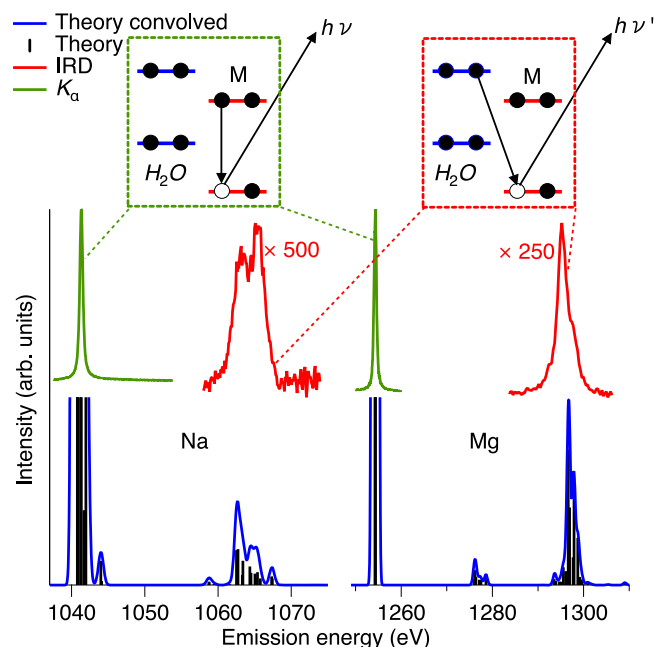 Theory convolved
Theory
IRD
Kα
hν
hν'
M
M
H2O
H2O
× 500
× 250
Intensity (arb. units)
Na
Mg
1040 1050 1060 1070 1260 1280 1300
Emission energy (eV)